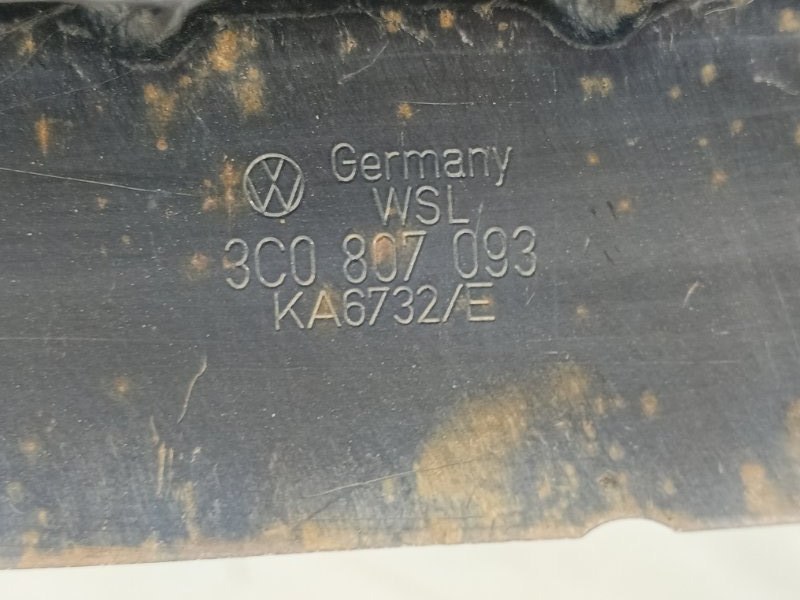 Germany
WSL
3C0 807 093
KA6732/E